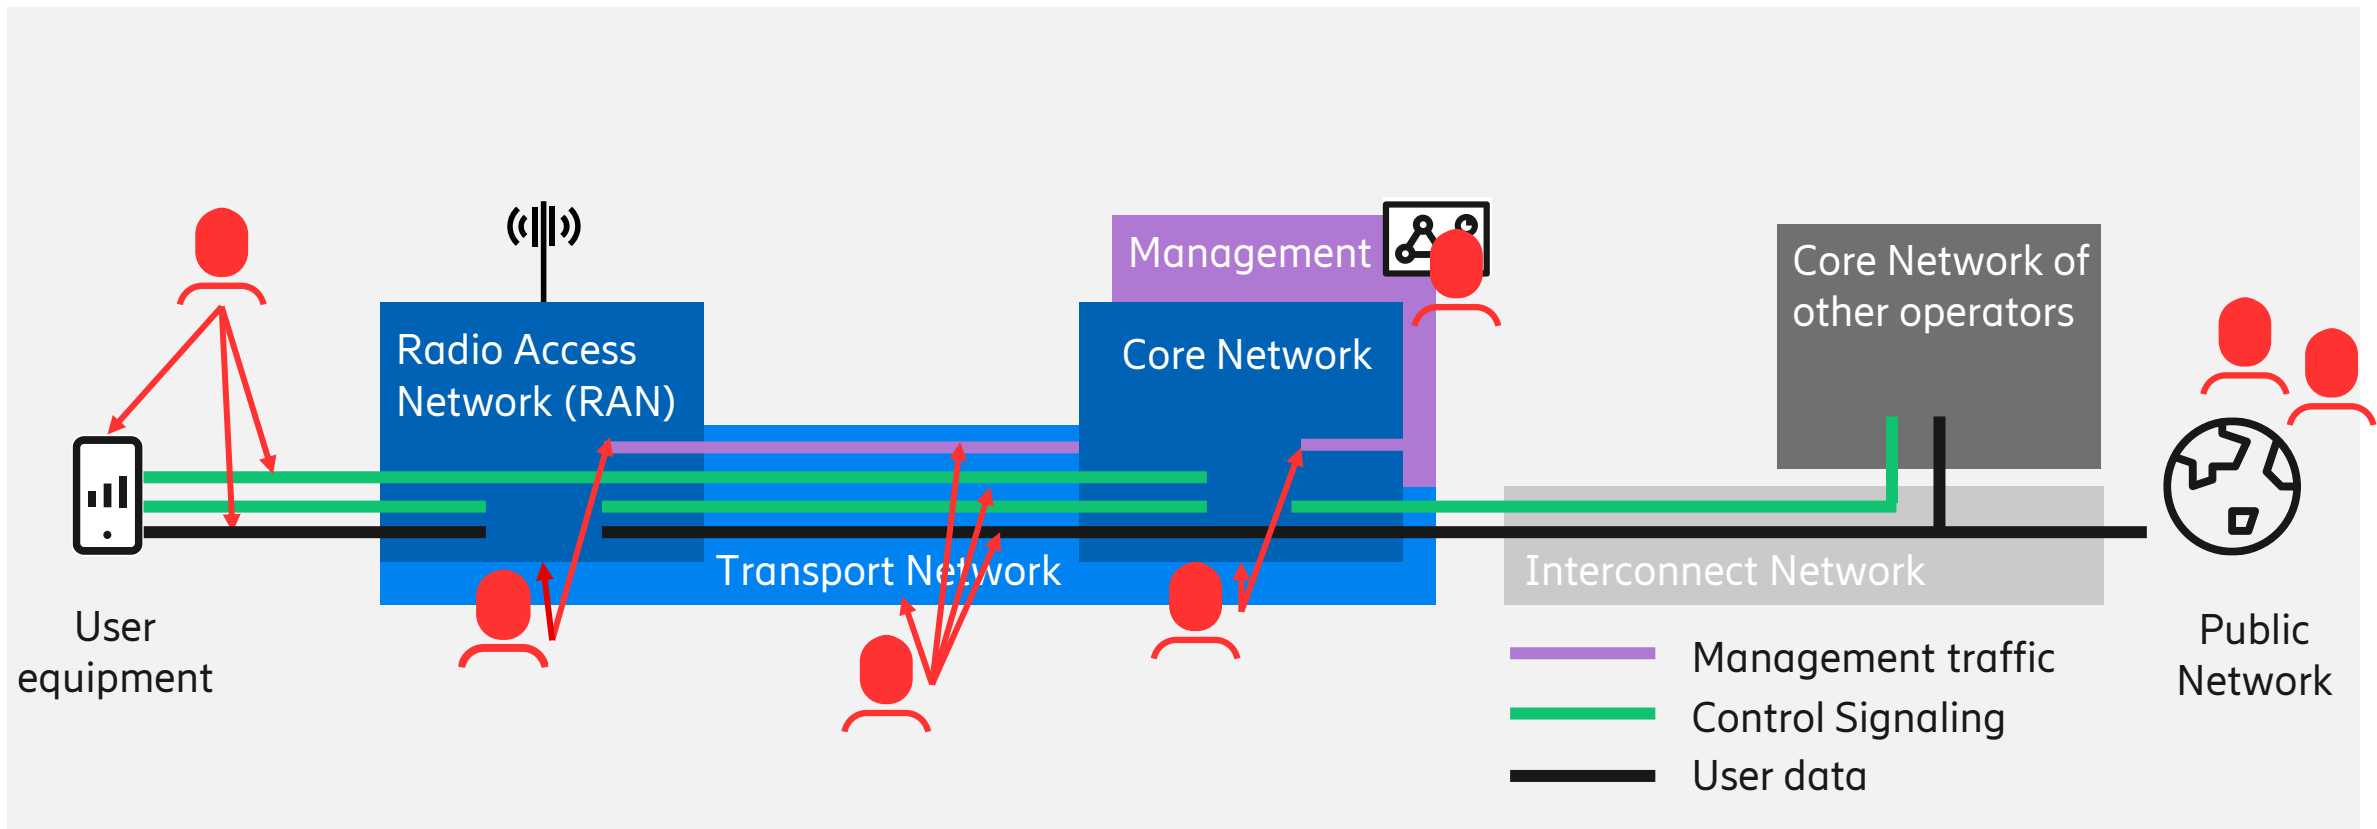 Management
Core Network of
other operators
Radio Access
Network (RAN)
Core Network
Transport Network
Interconnect Network
User
equipment
Public
Network
Management traffic
Control Signaling
User data